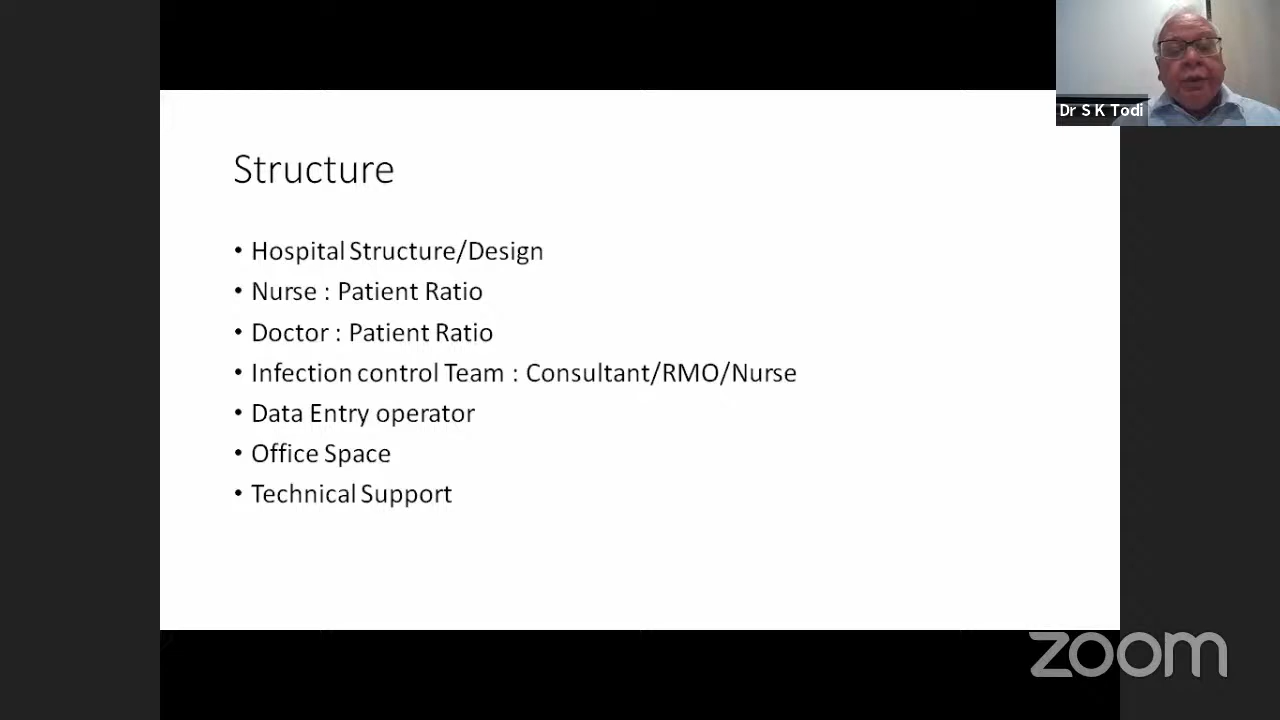 Dr S K Todi
Structure
• Hospital Structure/Design
• Nurse : Patient Ratio
• Doctor : Patient Ratio
• Infection control Team : Consultant/RMO/Nurse
• Data Entry operator
• Office Space
• Technical Support
zoom